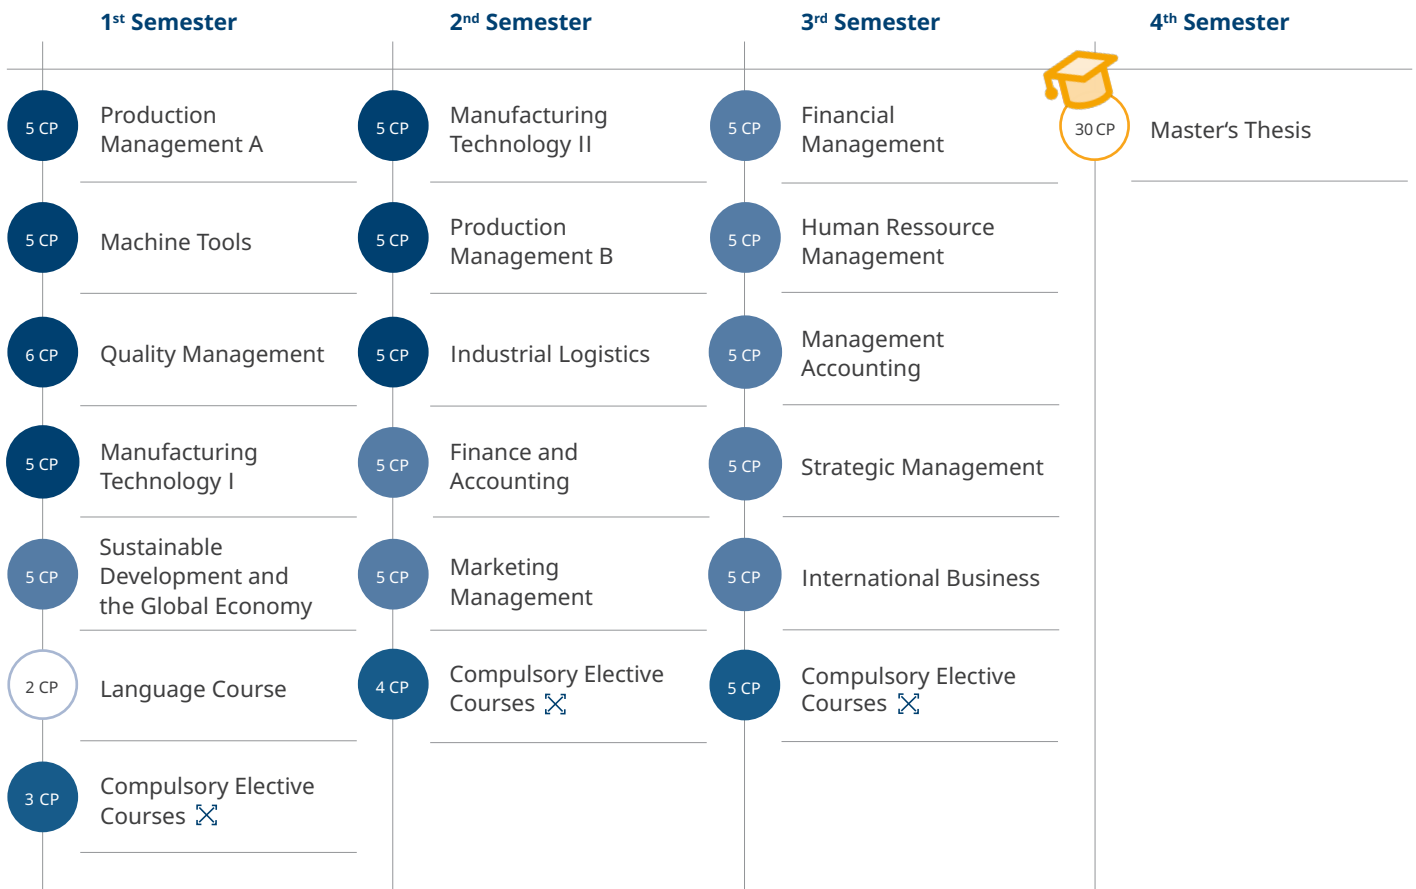 1st Semester
5 CP
Production
Management A
5 CP
Machine Tools
6 CP
Quality Management
5 CP
Manufacturing
Technology I
5 CP
Sustainable
Development and
the Global Economy
2 CP
Language Course
3 CP
Compulsory Elective
Courses
2nd Semester
5 CP
Manufacturing
Technology II
5 CP
Production
Management B
5 CP
Industrial Logistics
5 CP
Finance and
Accounting
5 CP
Marketing
Management
4 CP
Compulsory Elective
Courses
3rd Semester
5 CP
Financial
Management
5 CP
Human Ressource
Management
5 CP
Management
Accounting
5 CP
Strategic Management
5 CP
International Business
5 CP
Compulsory Elective
Courses
4th Semester
30 CP
Master‘s Thesis